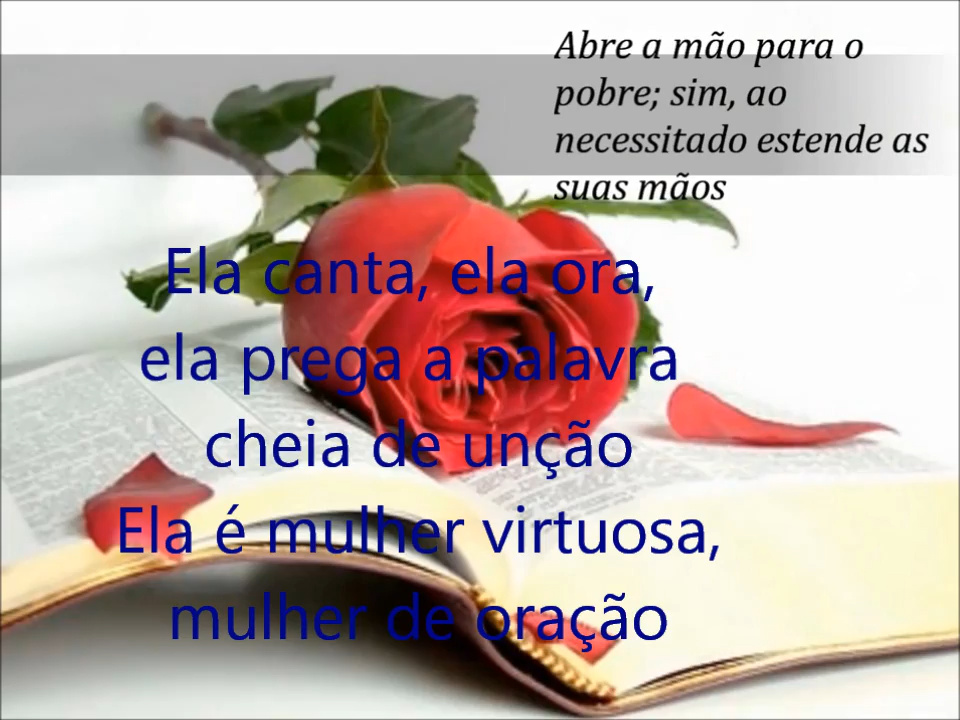 Abre a mão para o
pobre; sim, ao
necessitado estende as
suas mãos
Ela canta, ela ora,
ela prega a palavra
cheia de unção
Ela é mulher virtuosa,
mulher de oração